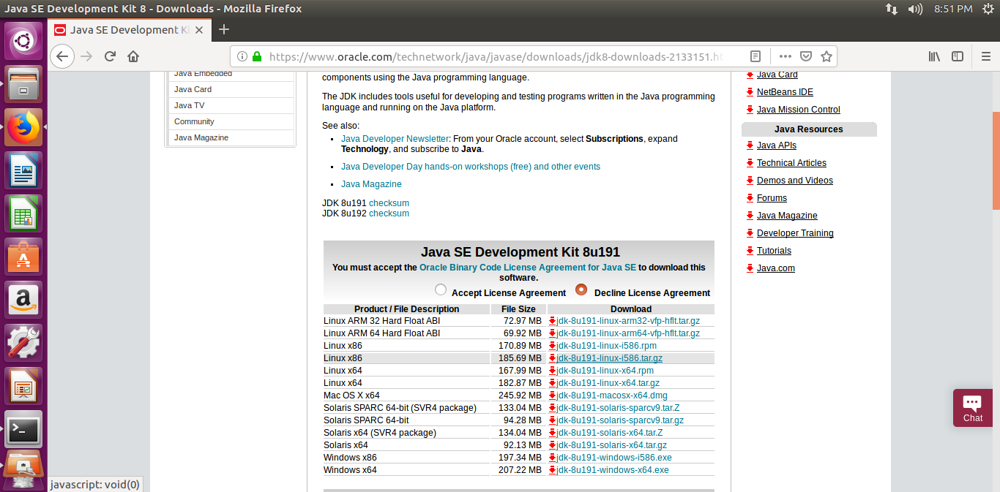 Java SE Development Kit 8 - Downloads - Mozilla Firefox
8:51 PM
Java SE Development Ki
https://www.oracle.com/technetwork/java/javase/downloads/jdk8-downloads-2133151.ht
Java Embedded
Java Card
Java TV
Community
Java Magazine
components using the Java programming language.
The JDK includes tools useful for developing and testing programs written in the Java programming
language and running on the Java platform.
See also:
Java Developer Newsletter: From your Oracle account, select Subscriptions, expand
Technology, and subscribe to Java.
Java Developer Day hands-on workshops (free) and other events
Java Magazine
JDK 8u191 checksum
JDK 8u192 checksum
Java SE Development Kit 8u191
You must accept the Oracle Binary Code License Agreement for Java SE to download this
software.
Accept License Agreement Decline License Agreement
Product / File Description File Size Download
Linux ARM 32 Hard Float ABI 72.97 MB jdk-8u191-linux-arm32-vfp-hflt.tar.gz
Linux ARM 64 Hard Float ABI 69.92 MB jdk-8u191-linux-arm64-vfp-hflt.tar.gz
Linux x86 170.89 MB jdk-8u191-linux-i586.rpm
Linux x86 185.69 MB jdk-8u191-linux-i586.tar.gz
Linux x64 167.99 MB jdk-8u191-linux-x64.rpm
Linux x64 182.87 MB jdk-8u191-linux-x64.tar.gz
Mac OS X x64 245.92 MB jdk-8u191-macosx-x64.dmg
Solaris SPARC 64-bit (SVR4 package) 133.04 MB jdk-8u191-solaris-sparcv9.tar.Z
Solaris SPARC 64-bit 94.28 MB jdk-8u191-solaris-sparcv9.tar.gz
Solaris x64 (SVR4 package) 134.04 MB jdk-8u191-solaris-x64.tar.Z
Solaris x64 92.13 MB jdk-8u191-solaris-x64.tar.gz
Windows x86 197.34 MB jdk-8u191-windows-i586.exe
Windows x64 207.22 MB jdk-8u191-windows-x64.exe
Java Card
NetBeans IDE
Java Mission Control
Java Resources
Java APIs
Technical Articles
Demos and Videos
Forums
Java Magazine
Developer Training
Tutorials
Java.com
Chat
javascript: void(0)